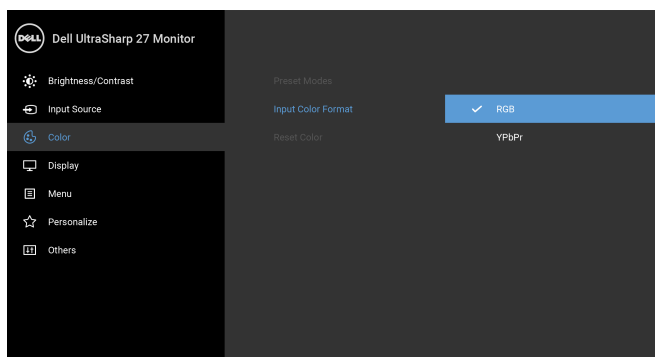 DELL Dell UltraSharp 27 Monitor
Brightness/Contrast
Preset Modes
Input Source
Input Color Format
RGB
Color
Reset Color
YPbPr
Display
Menu
Personalize
Others